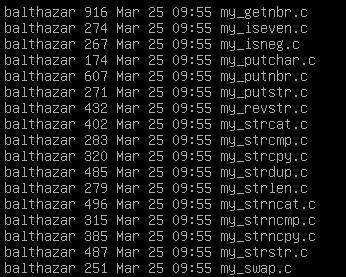 balthazar 916 Mar 25 09:55 my_getnbr.c
balthazar 274 Mar 25 09:55 my_iseven.c
balthazar 267 Mar 25 09:55 my_isneg.c
balthazar 174 Mar 25 09:55 my_putchar.c
balthazar 607 Mar 25 09:55 my_putnbr.c
balthazar 271 Mar 25 09:55 my_putstr.c
balthazar 432 Mar 25 09:55 my_revstr.c
balthazar 402 Mar 25 09:55 my_strcat.c
balthazar 283 Mar 25 09:55 my_strcmp.c
balthazar 320 Mar 25 09:55 my_strcpy.c
balthazar 485 Mar 25 09:55 my_strdup.c
balthazar 279 Mar 25 09:55 my_strlen.c
balthazar 496 Mar 25 09:55 my_strncat.c
balthazar 315 Mar 25 09:55 my_strncmp.c
balthazar 385 Mar 25 09:55 my_strncpy.c
balthazar 487 Mar 25 09:55 my_strstr.c
balthazar 251 Mar 25 09:55 my_swap.c